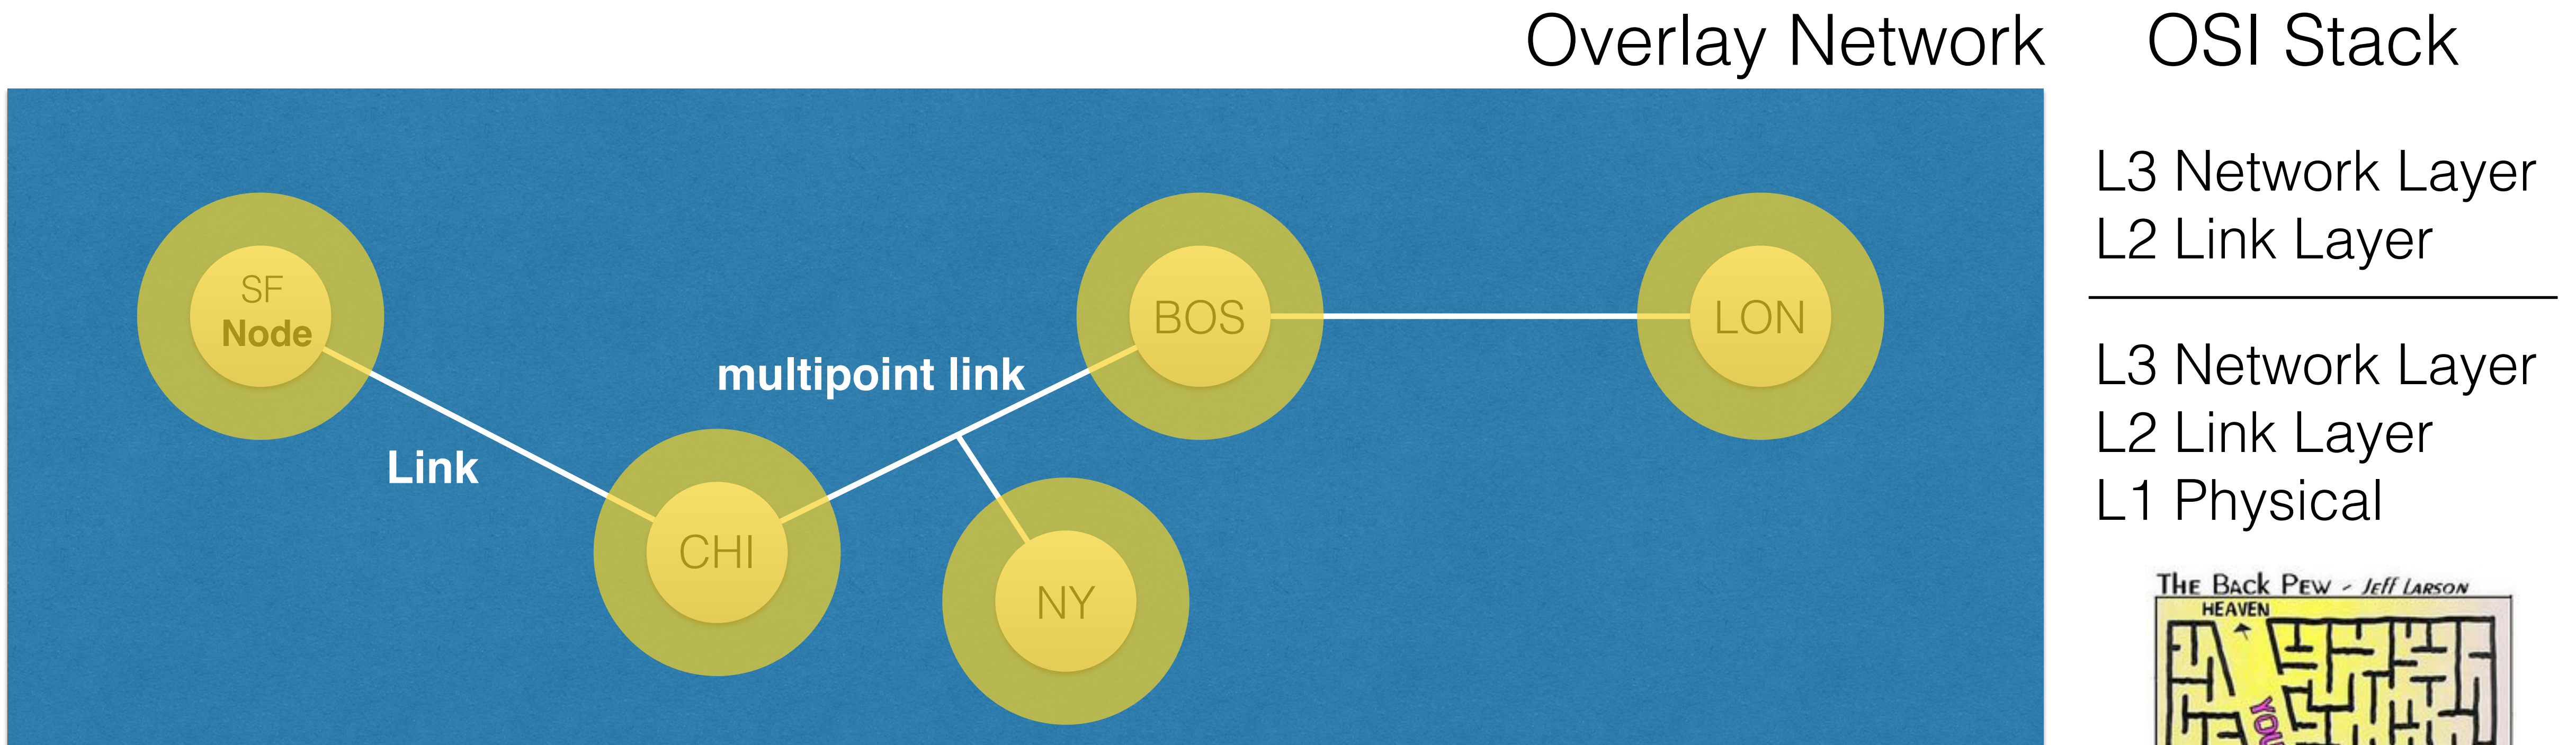 Overlay Network
OSI Stack
SF
Node
Link
CHI
multipoint link
NY
BOS
LON
L3 Network Layer
L2 Link Layer
L3 Network Layer
L2 Link Layer
L1 Physical
THE BACK PEW - JEFF LARSON
HEAVEN
YOU